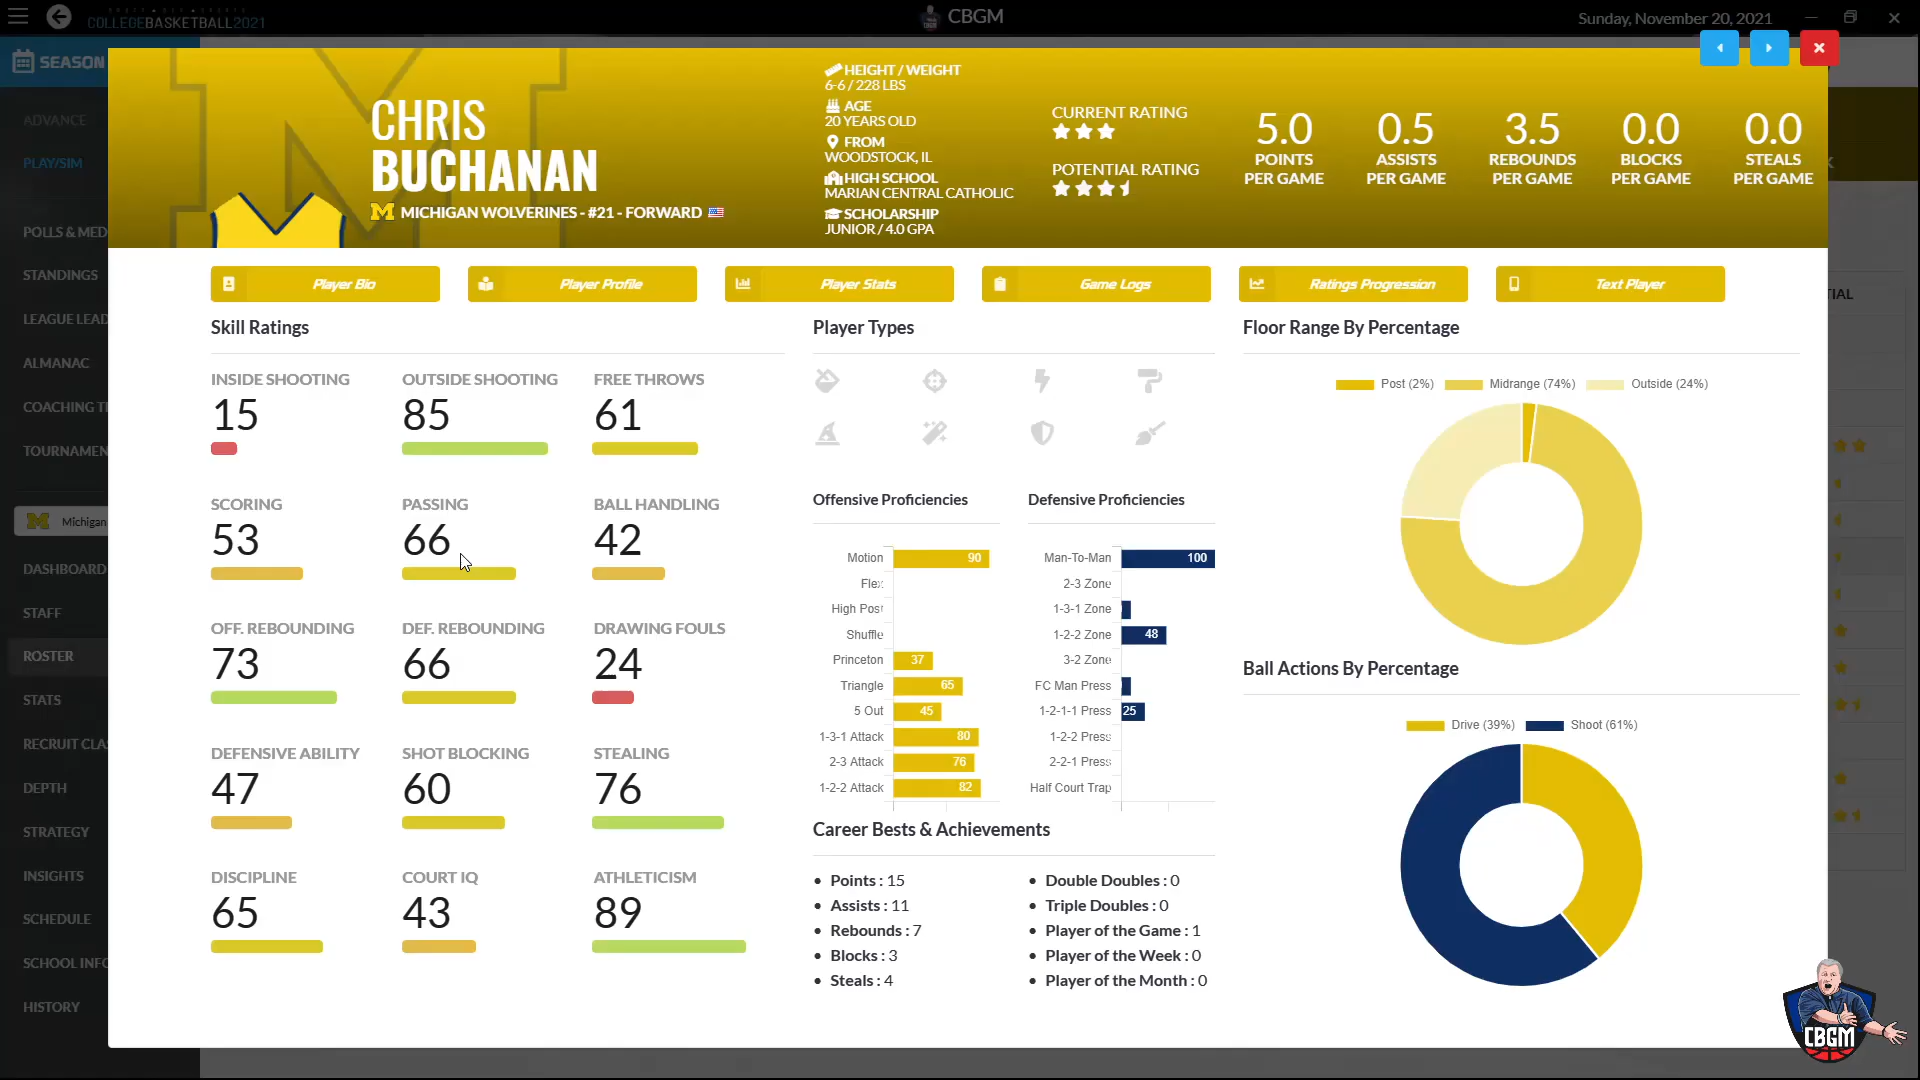 COLLEGEBASKETBALL2021
CBGM
Sunday, November 20, 2021
SEASON
ADVANCE
PLAY/SIM
POLLS & MED
STANDINGS
LEAGUE LEAD
ALMANAC
COACHING T
TOURNAMEN
Michigan
DASHBOARD
STAFF
ROSTER
STATS
RECRUIT CLA
DEPTH
STRATEGY
INSIGHTS
SCHEDULE
SCHOOL INFO
HISTORY
CHRIS
BUCHANAN
MICHIGAN WOLVERINES - #21 - FORWARD
HEIGHT / WEIGHT
6-6 / 228 LBS
AGE
20 YEARS OLD
FROM
WOODSTOCK, IL
HIGH SCHOOL
MARIAN CENTRAL CATHOLIC
SCHOLARSHIP
JUNIOR / 4.0 GPA
CURRENT RATING
POTENTIAL RATING
5.0
POINTS
PER GAME
0.5
ASSISTS
PER GAME
3.5
REBOUNDS
PER GAME
0.0
BLOCKS
PER GAME
0.0
STEALS
PER GAME
Player Bio
Player Profile
Player Stats
Game Logs
Ratings Progression
Text Player
Skill Ratings
INSIDE SHOOTING
15
OUTSIDE SHOOTING
85
FREE THROWS
61
SCORING
53
PASSING
66
BALL HANDLING
42
OFF. REBOUNDING
73
DEF. REBOUNDING
66
DRAWING FOULS
24
DEFENSIVE ABILITY
47
SHOT BLOCKING
60
STEALING
76
DISCIPLINE
65
COURT IQ
43
ATHLETICISM
89
Player Types
Offensive Proficiencies
Motion 90
Flex
High Post
Shuffle
Princeton 37
Triangle 65
5 Out 45
1-3-1 Attack 80
2-3 Attack 76
1-2-2 Attack 82
Defensive Proficiencies
Man-To-Man 100
2-3 Zone
1-3-1 Zone
1-2-2 Zone 48
3-2 Zone
FC Man Press
1-2-1-1 Press 25
1-2-2 Press
2-2-1 Press
Half Court Trap
Career Bests & Achievements
Points : 15
Assists : 11
Rebounds : 7
Blocks : 3
Steals : 4
Double Doubles : 0
Triple Doubles : 0
Player of the Game : 1
Player of the Week : 0
Player of the Month : 0
Floor Range By Percentage
Post (2%) Midrange (74%) Outside (24%)
Ball Actions By Percentage
Drive (39%) Shoot (61%)
TIAL
CBGM